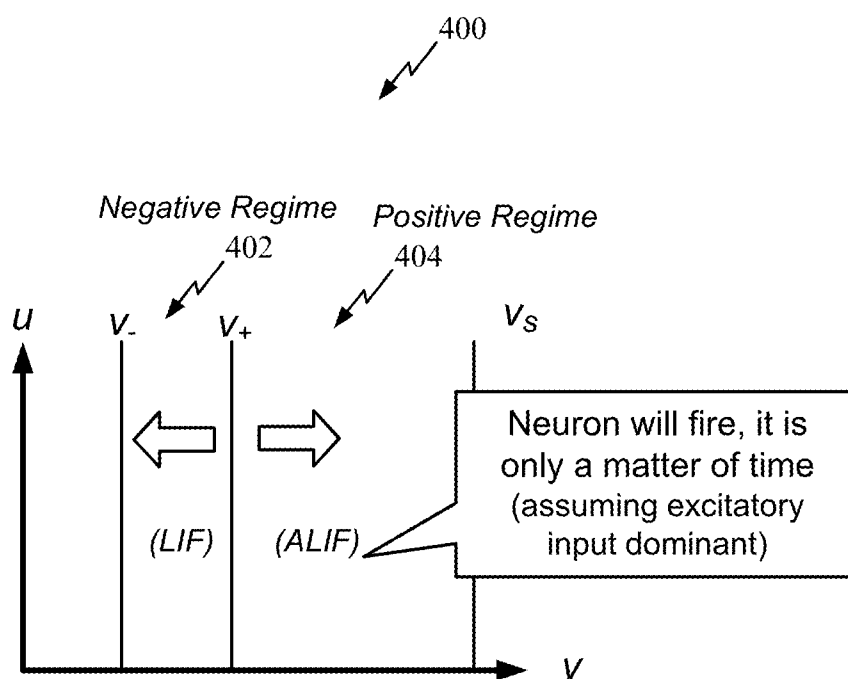 400
Negative Regime
402
Positive Regime
404
u
v-
v+
vS
(LIF)
(ALIF)
Neuron will fire, it is
only a matter of time
(assuming excitatory
input dominant)
v